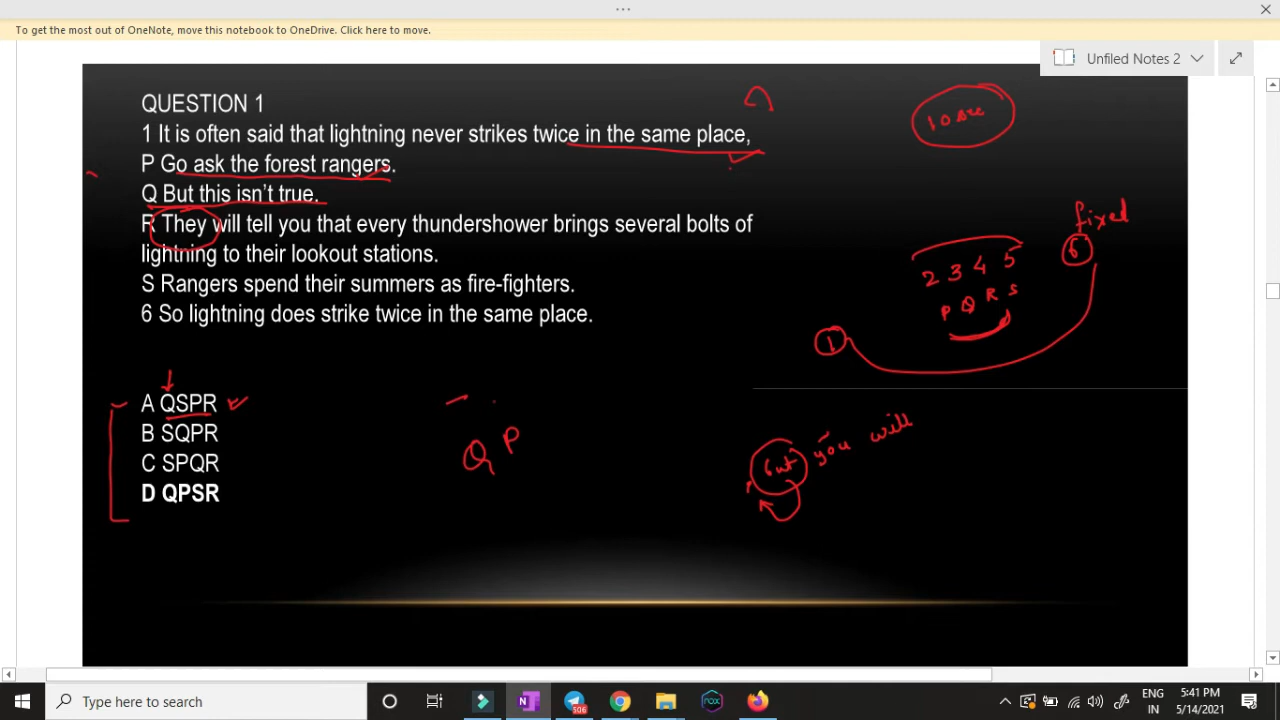 To get the most out of OneNote, move this notebook to OneDrive. Click here to move.
Unfiled Notes 2
QUESTION 1
1 It is often said that lightning never strikes twice in the same place,
P Go ask the forest rangers.
Q But this isn't true.
R They will tell you that every thundershower brings several bolts of
lightning to their lookout stations.
S Rangers spend their summers as fire-fighters.
6 So lightning does strike twice in the same place.
10 sec
fixed
2 3 4 5 6
P Q R S
1
A QSPR
B SQPR
C SPQR
D QPSR
Q P
but you will
Type here to search
506
nox
ENG
IN
5:41 PM
5/14/2021